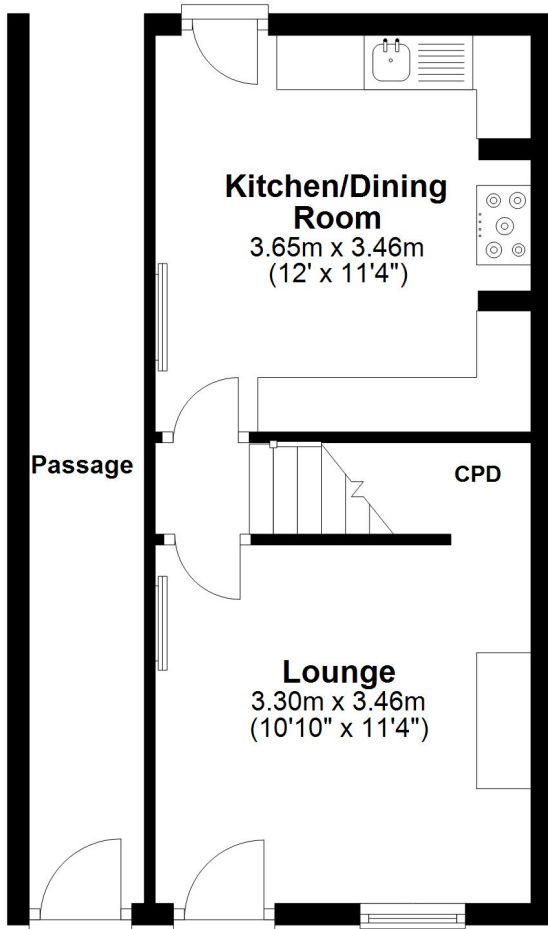 Kitchen/Dining
Room
3.65m x 3.46m
(12' x 11'4")
Passage
CPD
Lounge
3.30m x 3.46m
(10'10" x 11'4")